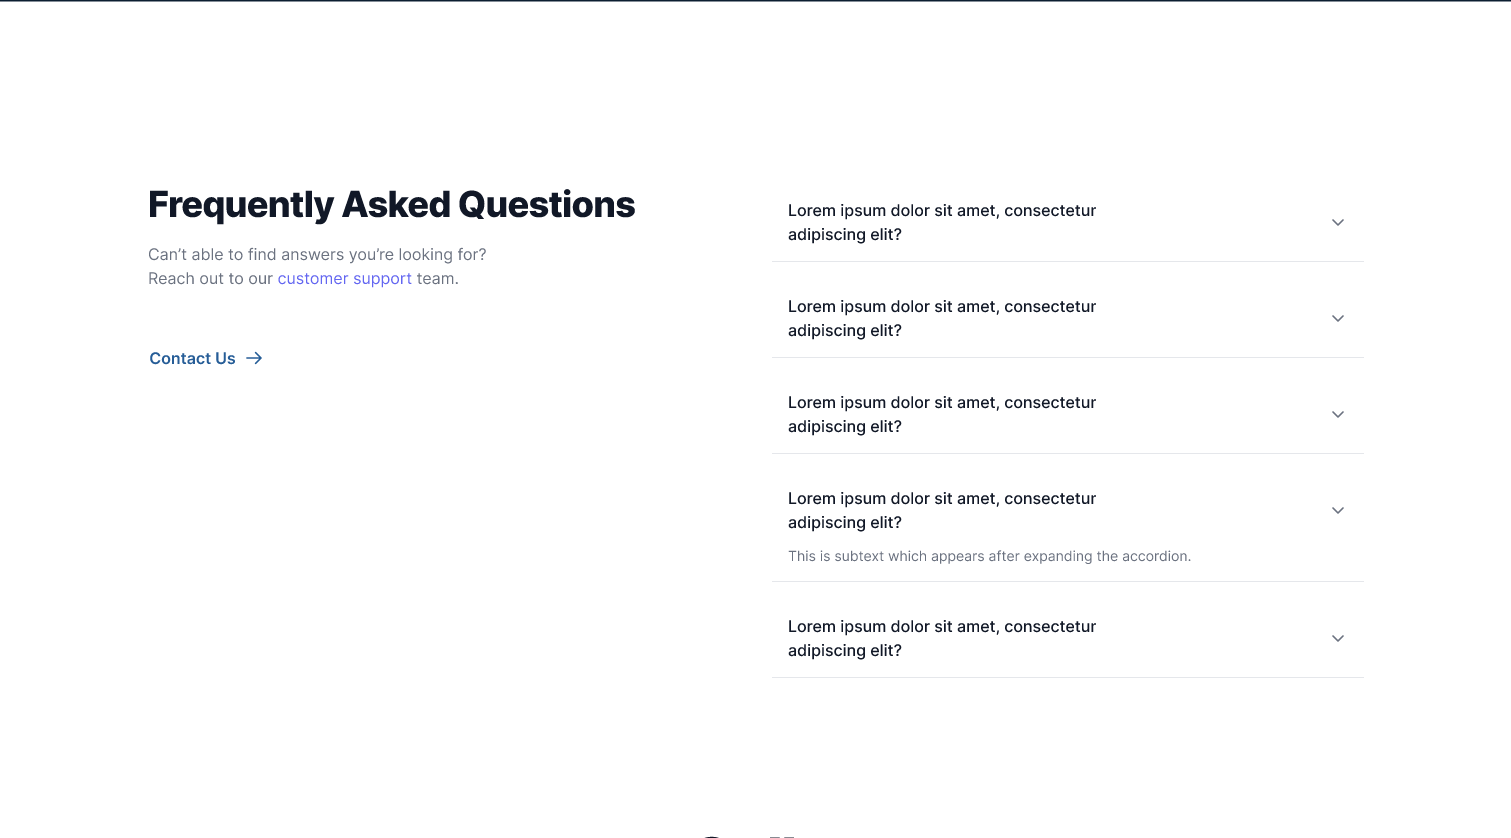 Frequently Asked Questions
Can’t able to find answers you’re looking for?
Reach out to our customer support team.
Contact Us
Lorem ipsum dolor sit amet, consectetur
adipiscing elit?
Lorem ipsum dolor sit amet, consectetur
adipiscing elit?
Lorem ipsum dolor sit amet, consectetur
adipiscing elit?
Lorem ipsum dolor sit amet, consectetur
adipiscing elit?
This is subtext which appears after expanding the accordion.
Lorem ipsum dolor sit amet, consectetur
adipiscing elit?